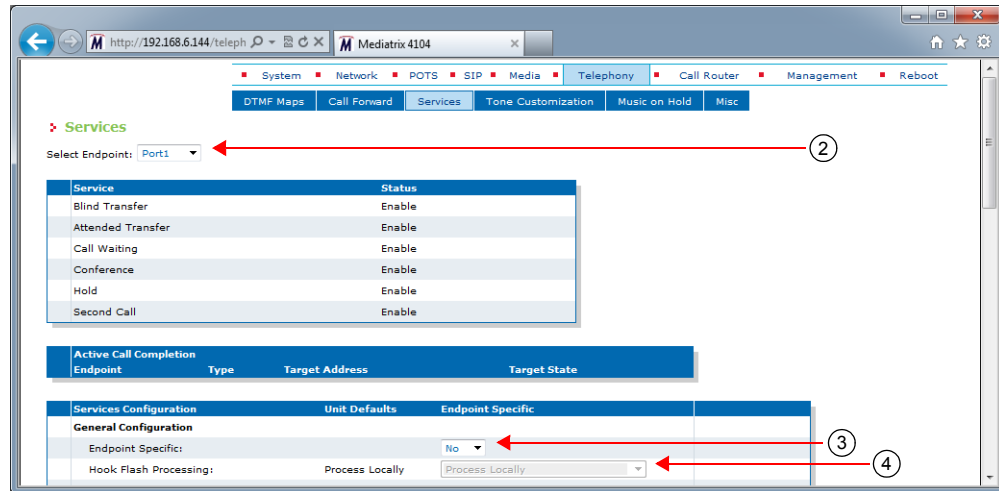 http://192.168.6.144/teleph
Mediatrix 4104
System Network POTS SIP Media Telephony Call Router Management Reboot
DTMF Maps Call Forward Services Tone Customization Music on Hold Misc
Services
Select Endpoint: Port1
2
Service Status
Blind Transfer Enable
Attended Transfer Enable
Call Waiting Enable
Conference Enable
Hold Enable
Second Call Enable
Active Call Completion
Endpoint Type Target Address Target State
Services Configuration Unit Defaults Endpoint Specific
General Configuration
Endpoint Specific: No
3
Hook Flash Processing: Process Locally Process Locally
4